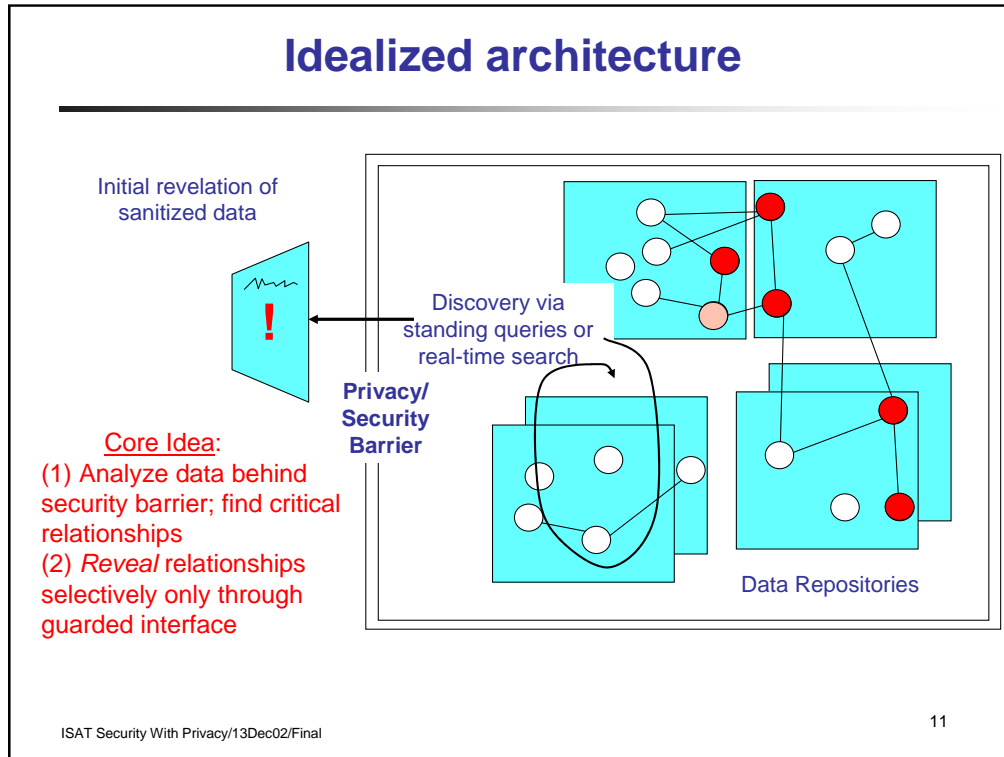 Idealized architecture
Initial revelation of
sanitized data
!
Discovery via
standing queries or
real-time search
Privacy/
Security
Barrier
Core Idea:
(1) Analyze data behind
security barrier; find critical
relationships
(2) Reveal relationships
selectively only through
guarded interface
Data Repositories
ISAT Security With Privacy/13Dec02/Final
11